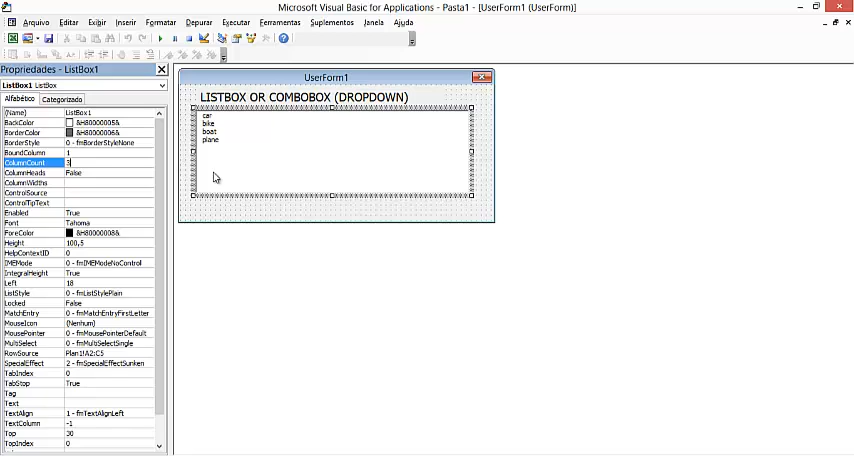 Microsoft Visual Basic for Applications - Pasta1 - [UserForm1 (UserForm)]
Arquivo Editar Exibir Inserir Formatar Depurar Executar Ferramentas Suplementos Janela Ajuda
Propriedades - ListBox1
UserForm1
ListBox1 ListBox
Alfabético Categorizado
LISTBOX OR COMBOBOX (DROPDOWN)
car
bike
boat
plane
(Name) ListBox1
BackColor &H80000005&
BorderColor &H80000006&
BorderStyle 0 - fmBorderStyleNone
BoundColumn 1
ColumnCount 3
ColumnHeads False
ColumnWidths
ControlSource
ControlTipText
Enabled True
Font Tahoma
ForeColor &H80000008&
Height 100,5
HelpContextID 0
IMEMode 0 - fmIMEModeNoControl
IntegralHeight True
Left 18
ListStyle 0 - fmListStylePlain
Locked False
MatchEntry 0 - fmMatchEntryFirstLetter
MouseIcon (Nenhum)
MousePointer 0 - fmMousePointerDefault
MultiSelect 0 - fmMultiSelectSingle
RowSource Plan1!A2:C5
SpecialEffect 2 - fmSpecialEffectSunken
TabIndex 0
TabStop True
Tag
Text
TextAlign 1 - fmTextAlignLeft
TextColumn -1
Top 30
TopIndex 0